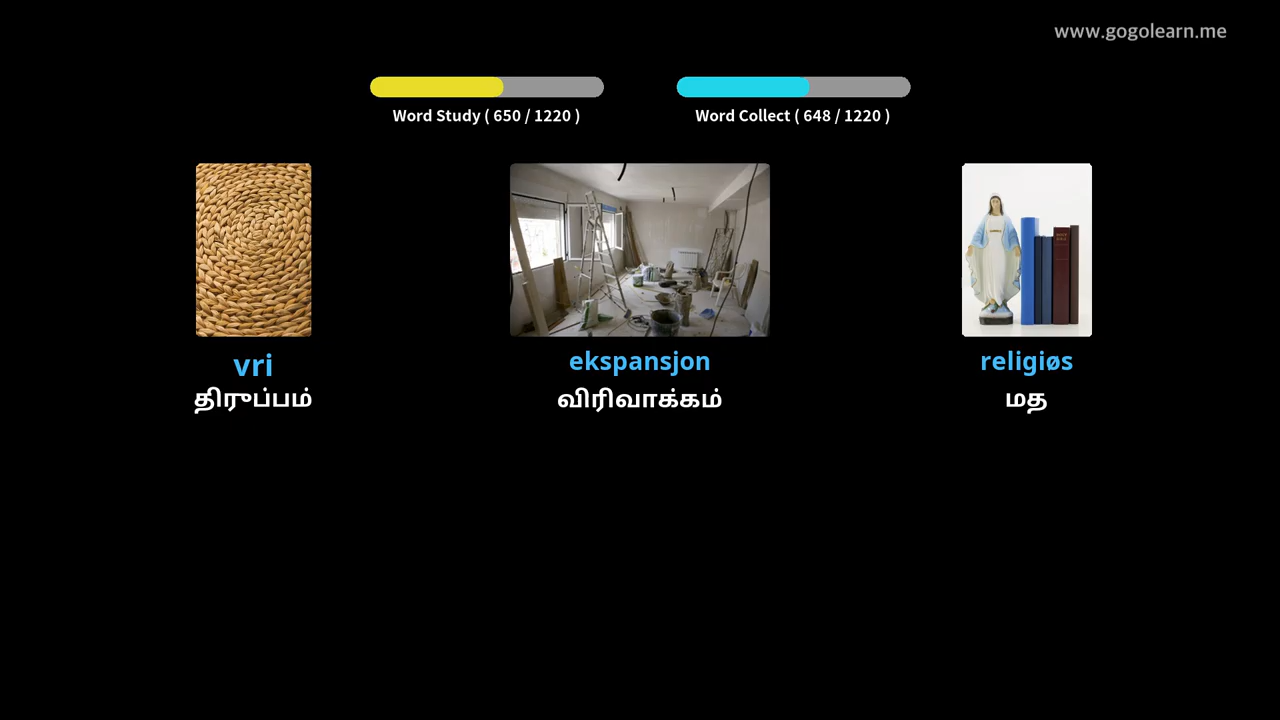 www.gogolearn.me
Word Study ( 650 / 1220 )
Word Collect ( 648 / 1220 )
vri
ekspansjon
religiøs
திருப்பம்
விரிவாக்கம்
மத